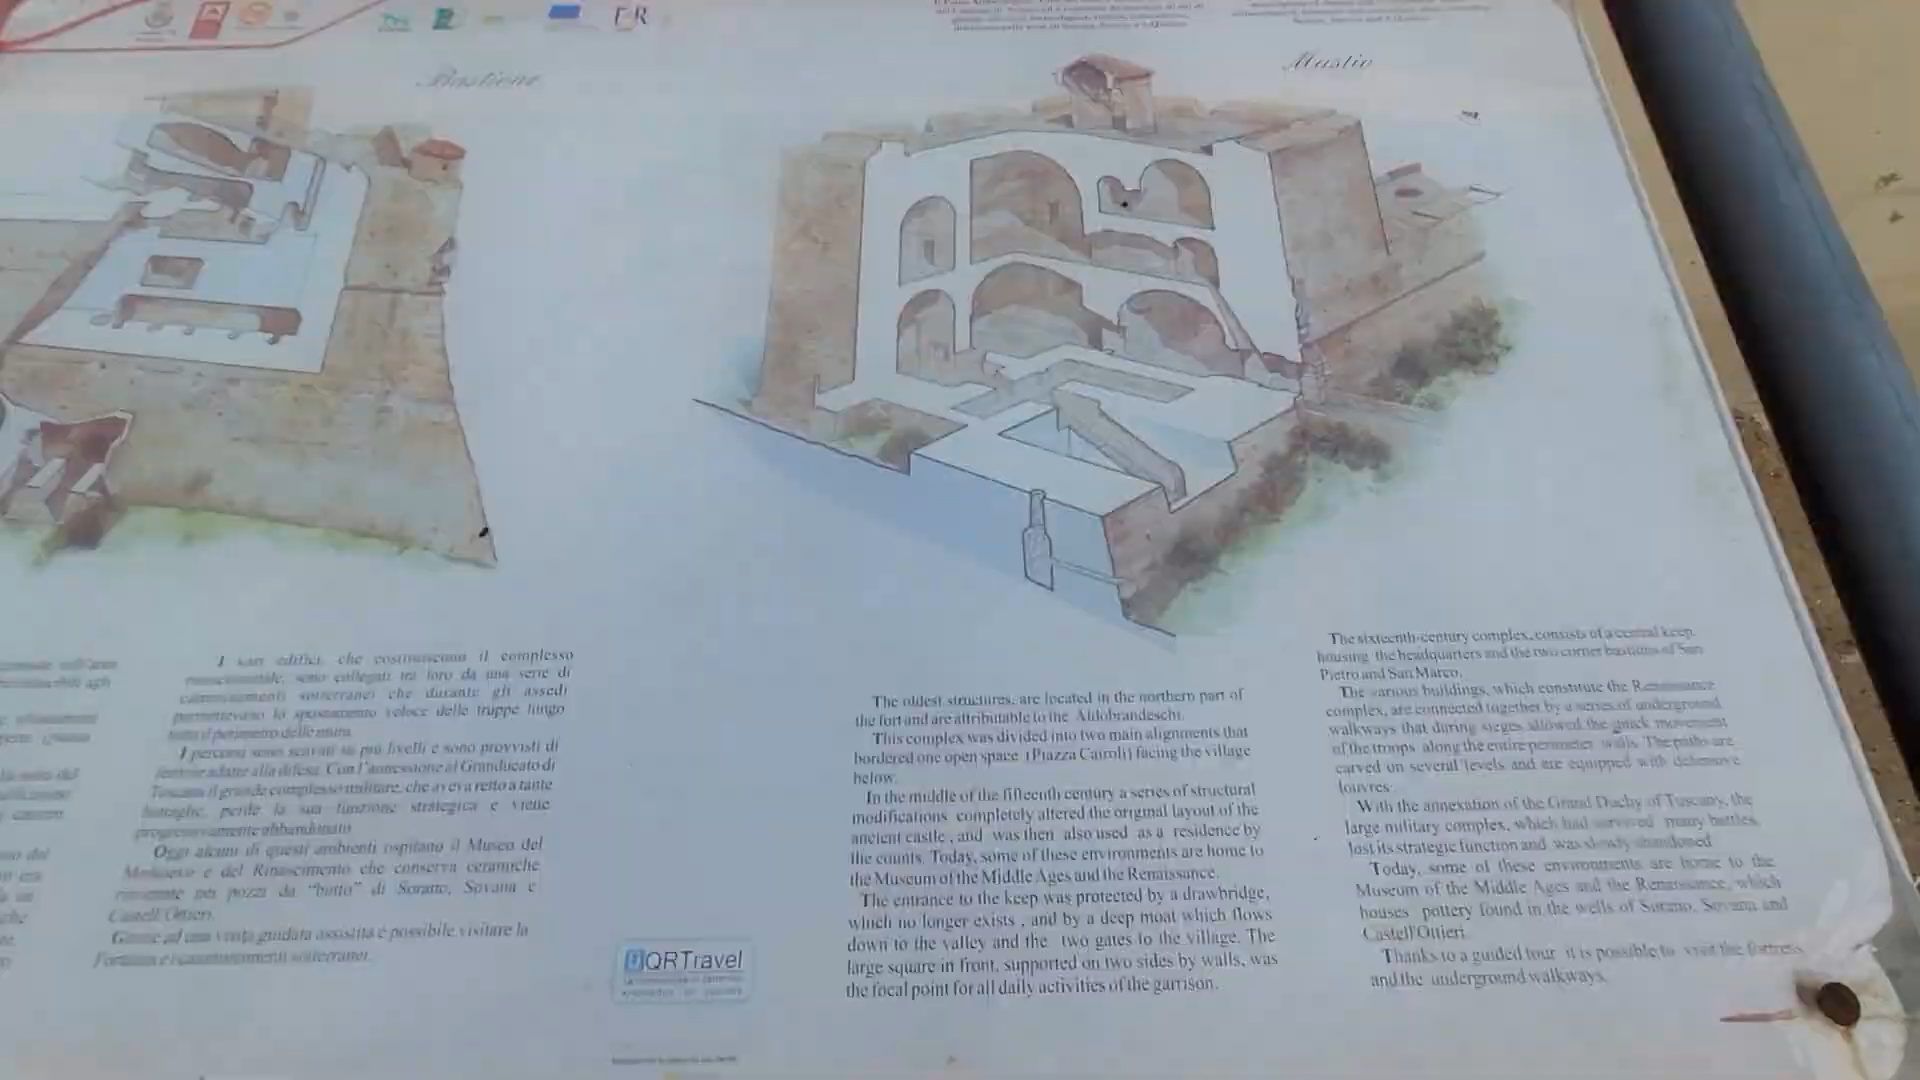 FR
Bastione
Mastio
I vari edifici, che costituiscono il complesso
rinascimentale, sono collegati tra loro da una serie di
camminamenti sotterranei che durante gli assedi
permettevano lo spostamento veloce delle truppe lungo
tutto il perimetro delle mura.
I percorsi sono scavati su più livelli e sono provvisti di
feritoie adatte alla difesa. Con l'annessione al Granducato di
Toscana il grande complesso militare, che aveva retto a tante
battaglie, perde la sua funzione strategica e viene
progressivamente abbandonato.
Oggi alcuni di questi ambienti ospitano il Museo del
Medioevo e del Rinascimento che conserva ceramiche
rinvenute nei pozzi da "butto" di Sorano, Sovana e
Castell'Ottieri.
Grazie ad una visita guidata assistita è possibile visitare la
Fortezza e i camminamenti sotterranei.
QRTravel
The oldest structures, are located in the northern part of
the fort and are attributable to the Aldobrandeschi.
This complex was divided into two main alignments that
bordered one open space (Piazza Cairoli) facing the village
below.
In the middle of the fifteenth century a series of structural
modifications completely altered the original layout of the
ancient castle , and was then also used as a residence by
the counts. Today, some of these environments are home to
the Museum of the Middle Ages and the Renaissance.
The entrance to the keep was protected by a drawbridge,
which no longer exists , and by a deep moat which flows
down to the valley and the two gates to the village. The
large square in front, supported on two sides by walls, was
the focal point for all daily activities of the garrison.
The sixteenth-century complex, consists of a central keep,
housing the headquarters and the two corner bastions of San
Pietro and San Marco.
The various buildings, which constitute the Renaissance
complex, are connected together by a series of underground
walkways that during sieges allowed the quick movement
of the troops along the entire perimeter walls. The paths are
carved on several levels and are equipped with defensive
louvres.
With the annexation of the Grand Duchy of Tuscany, the
large military complex, which had survived many battles,
lost its strategic function and was slowly abandoned.
Today, some of these environments are home to the
Museum of the Middle Ages and the Renaissance, which
houses pottery found in the wells of Sorano, Sovana and
Castell'Ottieri.
Thanks to a guided tour it is possible to visit the fortress
and the underground walkways.